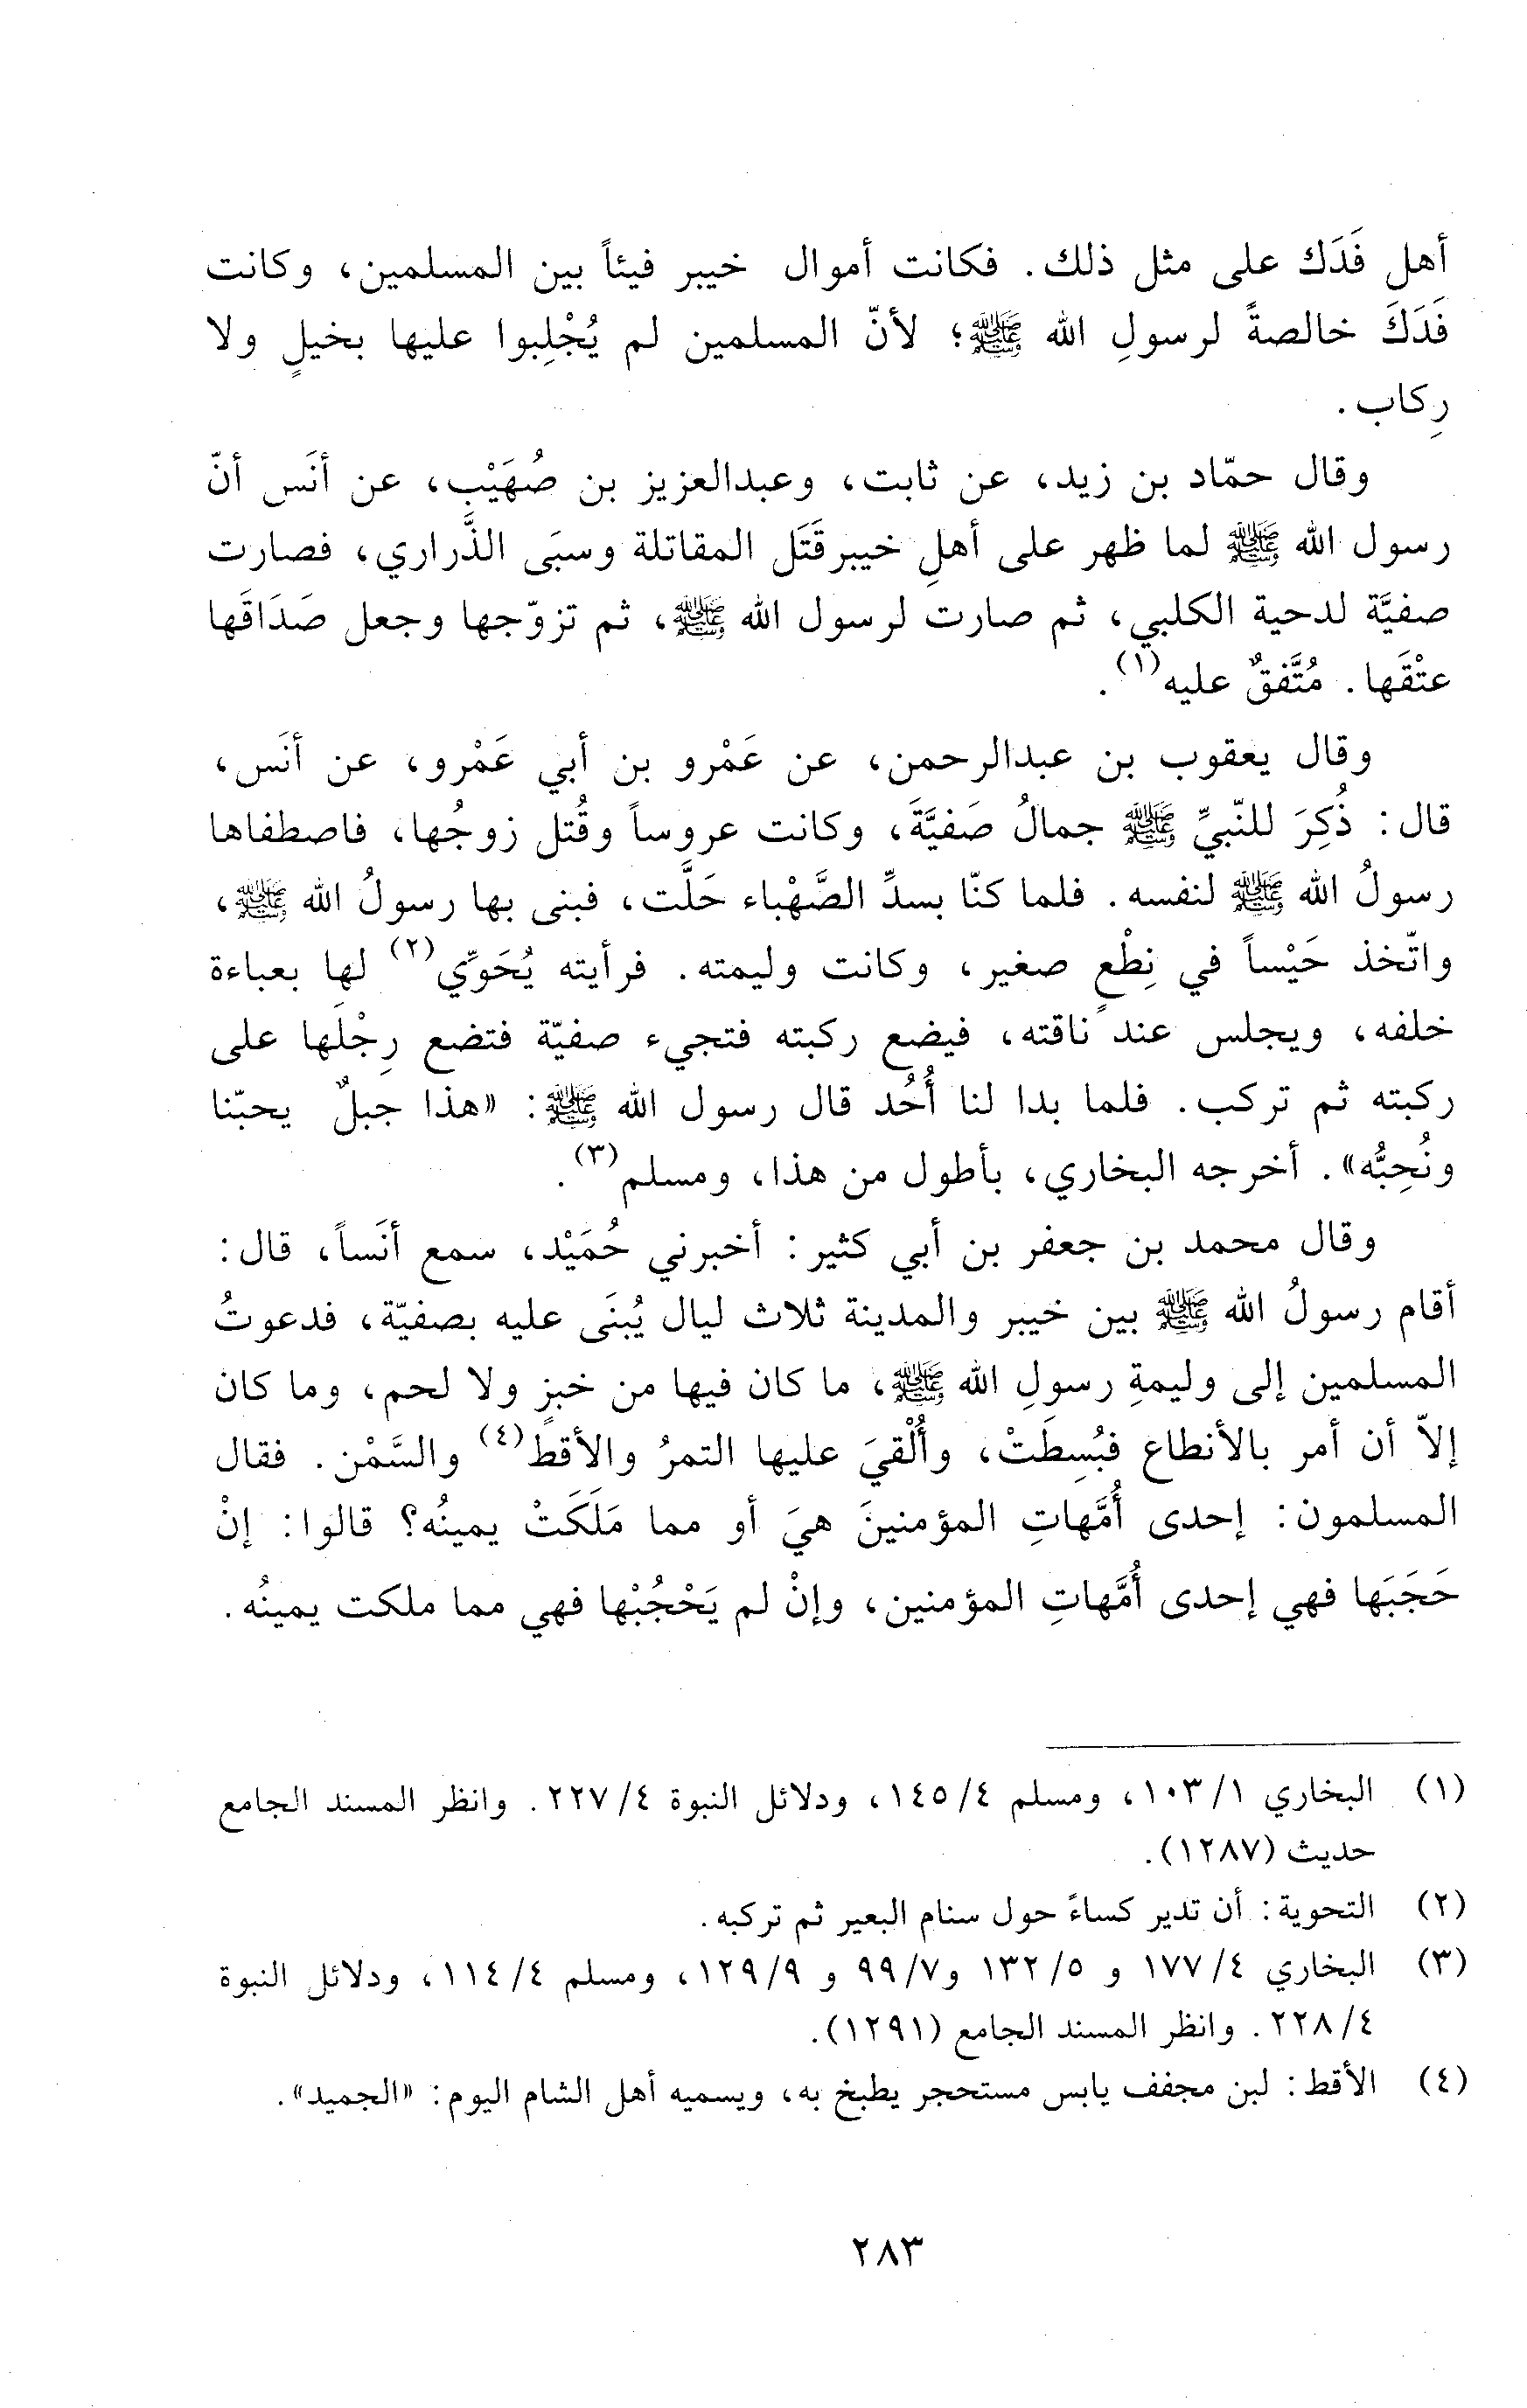 أهل فَدَك على مثل ذلك. فكانت أموال خيبر فيئاً بين المسلمين، وكانت
فَدَكَ خالصةً لرسولِ الله ﷺ؛ لأنّ المسلمين لم يُجْلِبوا عليها بخيلٍ ولا
رِكاب.
وقال حمّاد بن زيد، عن ثابت، وعبدالعزيز بن صُهَيْب، عن أنَس أنّ
رسول الله ﷺ لما ظهر على أهلِ خيبرقَتَل المقاتلة وسبَى الذَّراري، فصارت
صفيَّة لدحية الكلبي، ثم صارت لرسول الله ﷺ، ثم تزوّجها وجعل صَدَاقَها
عتْقَها. مُتَّفقٌ عليه(١).
وقال يعقوب بن عبدالرحمن، عن عَمْرو بن أبي عَمْرو، عن أنَس،
قال: ذُكِرَ للنّبيِّ ﷺ جمالُ صَفيَّةَ، وكانت عروساً وقُتل زوجُها، فاصطفاها
رسولُ الله ﷺ لنفسه. فلما كنّا بسدِّ الصَّهْباء حَلَّت، فبنى بها رسولُ الله ﷺ،
واتّخذ حَيْساً في نِطْعٍ صغير، وكانت وليمته. فرأيته يُحَوِّي(٢) لها بعباءة
خلفه، ويجلس عند ناقته، فيضع ركبته فتجيء صفيّة فتضع رِجْلَها على
ركبته ثم تركب. فلما بدا لنا أُحُد قال رسول الله ﷺ: «هذا جبلٌ يحبّنا
ونُحِبُّه». أخرجه البخاري، بأطول من هذا، ومسلم(٣).
وقال محمد بن جعفر بن أبي كثير: أخبرني حُمَيْد، سمع أنَساً، قال:
أقام رسولُ الله ﷺ بين خيبر والمدينة ثلاث ليال يُبنَى عليه بصفيّة، فدعوتُ
المسلمين إلى وليمةِ رسولِ الله ﷺ، ما كان فيها من خبزٍ ولا لحم، وما كان
إلاّ أن أمر بالأنطاع فبُسِطَتْ، وأُلْقيَ عليها التمرُ والأقط(٤) والسَّمْن. فقال
المسلمون: إحدى أُمَّهاتِ المؤمنينَ هيَ أو مما مَلَكَتْ يمينُه؟ قالوا: إنْ
حَجَبَها فهي إحدى أُمَّهاتِ المؤمنين، وإنْ لم يَحْجُبْها فهي مما ملكت يمينُه.
(١) البخاري ١٠٣/١، ومسلم ١٤٥/٤، ودلائل النبوة ٢٢٧/٤. وانظر المسند الجامع
حديث (١٢٨٧).
(٢) التحوية: أن تدير كساءً حول سنام البعير ثم تركبه.
(٣) البخاري ١٧٧/٤ و ١٣٢/٥ و٩٩/٧ و ١٢٩/٩، ومسلم ١١٤/٤، ودلائل النبوة
٢٢٨/٤. وانظر المسند الجامع (١٢٩١).
(٤) الأقط: لبن مجفف يابس مستحجر يطبخ به، ويسميه أهل الشام اليوم: «الجميد».
٢٨٣